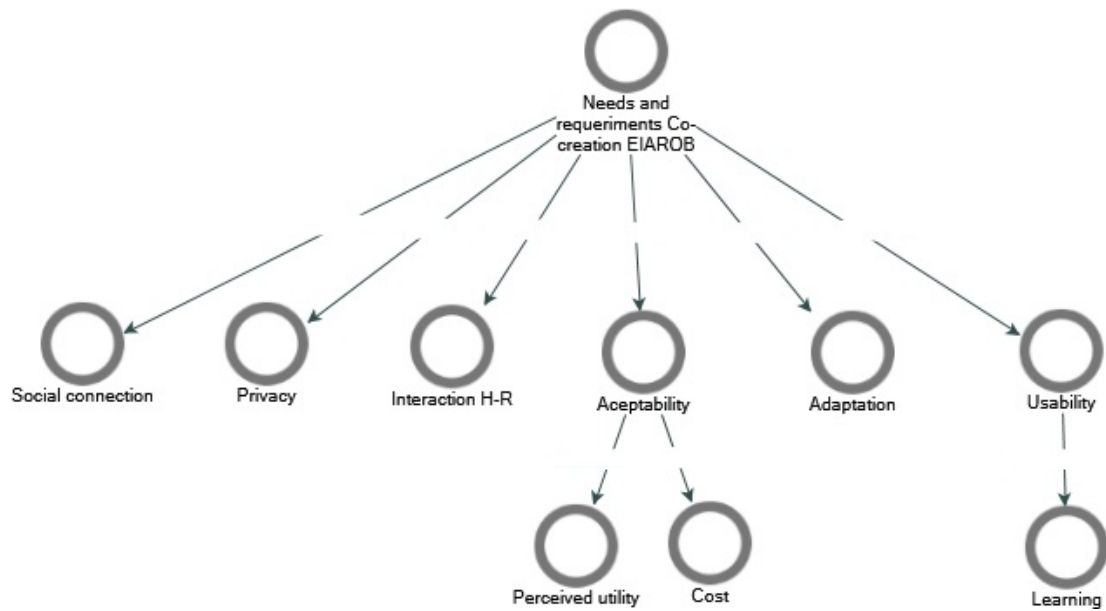 Needs and
requeriments Co-
creation EIAROB
Social connection
Privacy
Interaction H-R
Aceptability
Adaptation
Usability
Perceived utility
Cost
Learning